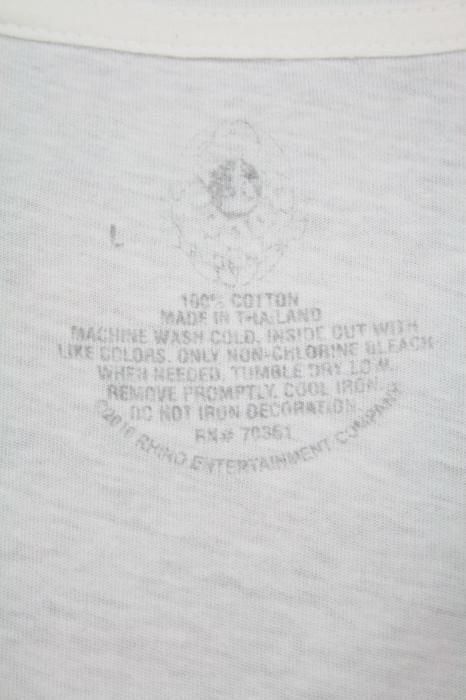 L
100% COTTON
MADE IN THAILAND
MACHINE WASH COLD, INSIDE OUT WITH
LIKE COLORS. ONLY NON-CHLORINE BLEACH
WHEN NEEDED. TUMBLE DRY LOW.
REMOVE PROMPTLY. COOL IRON.
DO NOT IRON DECORATION.
RN# 70361
RHINO ENTERTAINMENT COMPANY